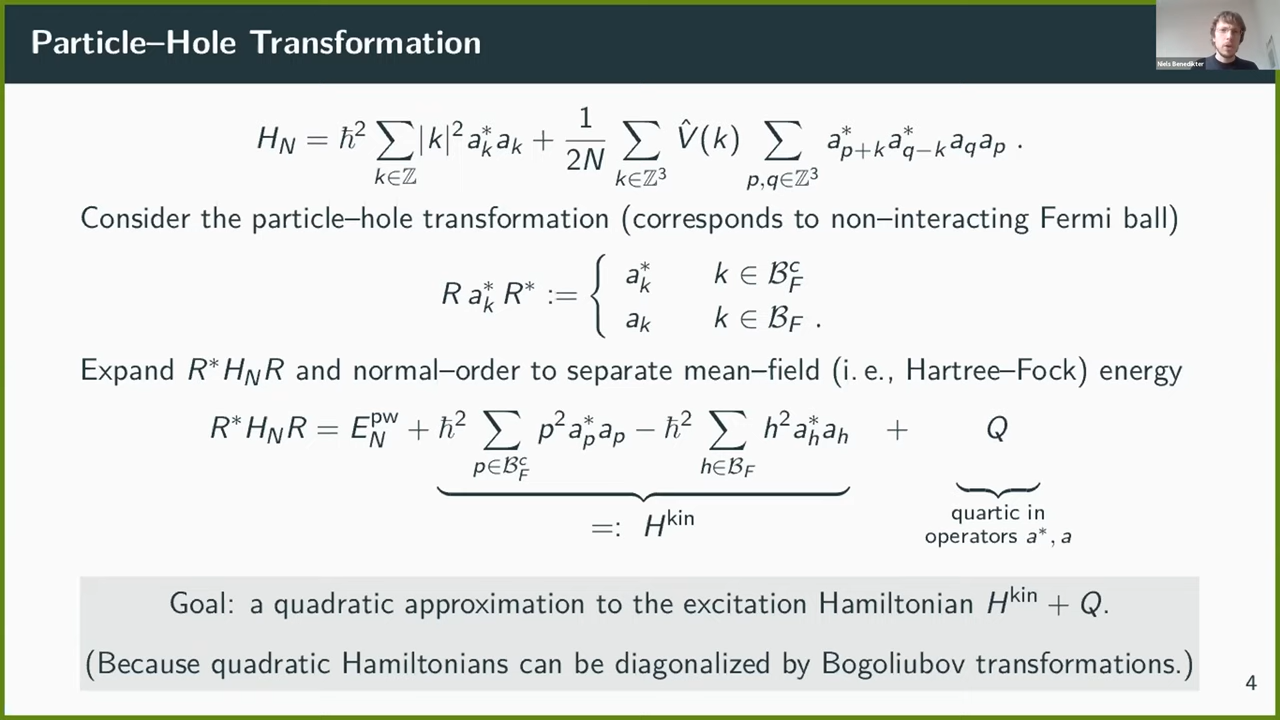 Particle–Hole Transformation
Niels Benedikter
H_N = ℏ² ∑_{k∈ℤ} |k|² a*_k a_k + 1/(2N) ∑_{k∈ℤ³} V̂(k) ∑_{p,q∈ℤ³} a*_{p+k} a*_{q−k} a_q a_p .
Consider the particle–hole transformation (corresponds to non–interacting Fermi ball)
R a*_k R* := { a*_k k ∈ 𝓑_F^c
a_k k ∈ 𝓑_F .
Expand R*H_N R and normal–order to separate mean–field (i. e., Hartree–Fock) energy
R*H_N R = E_N^{pw} + ℏ² ∑_{p∈𝓑_F^c} p² a*_p a_p − ℏ² ∑_{h∈𝓑_F} h² a*_h a_h + Q
=: H^{kin}
quartic in
operators a*, a
Goal: a quadratic approximation to the excitation Hamiltonian H^{kin} + Q.
(Because quadratic Hamiltonians can be diagonalized by Bogoliubov transformations.)
4